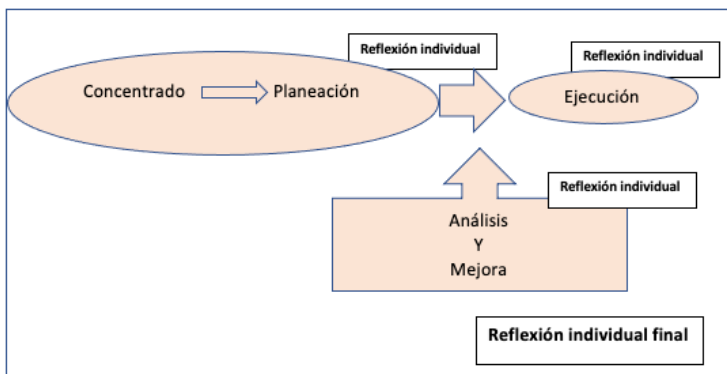 Reflexión individual
Reflexión individual
Concentrado
Planeación
Ejecución
Reflexión individual
Análisis
Y
Mejora
Reflexión individual final